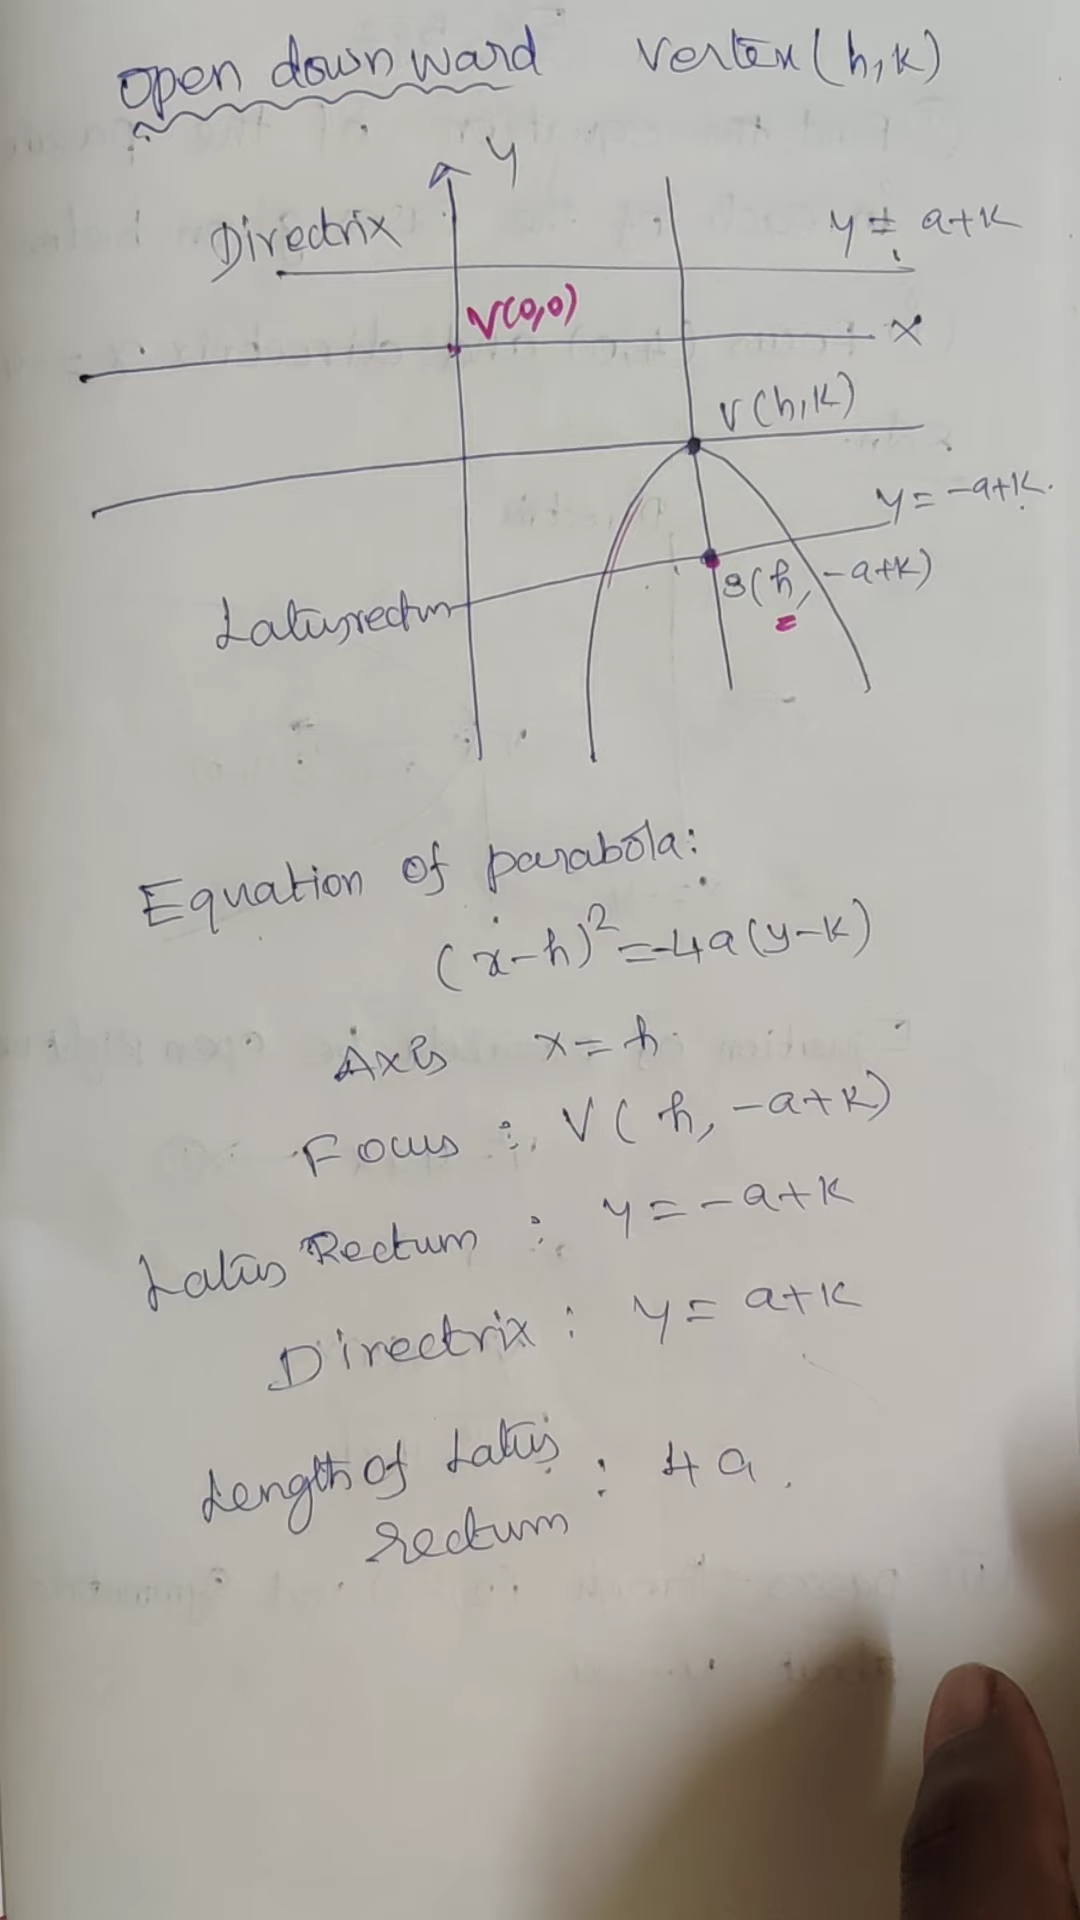 open downward Vertex (h,k)
Y
Directrix y = a+k
V(0,0)
X
V(h,k)
y = -a+k.
S(h, -a+k)
Latusrectum
Equation of parabola:
(x-h)²=-4a(y-k)
Axis x=h
Focus : V(h, -a+k)
Latus Rectum : y=-a+k
Directrix : y= a+k
Length of Latus : 4a.
rectum